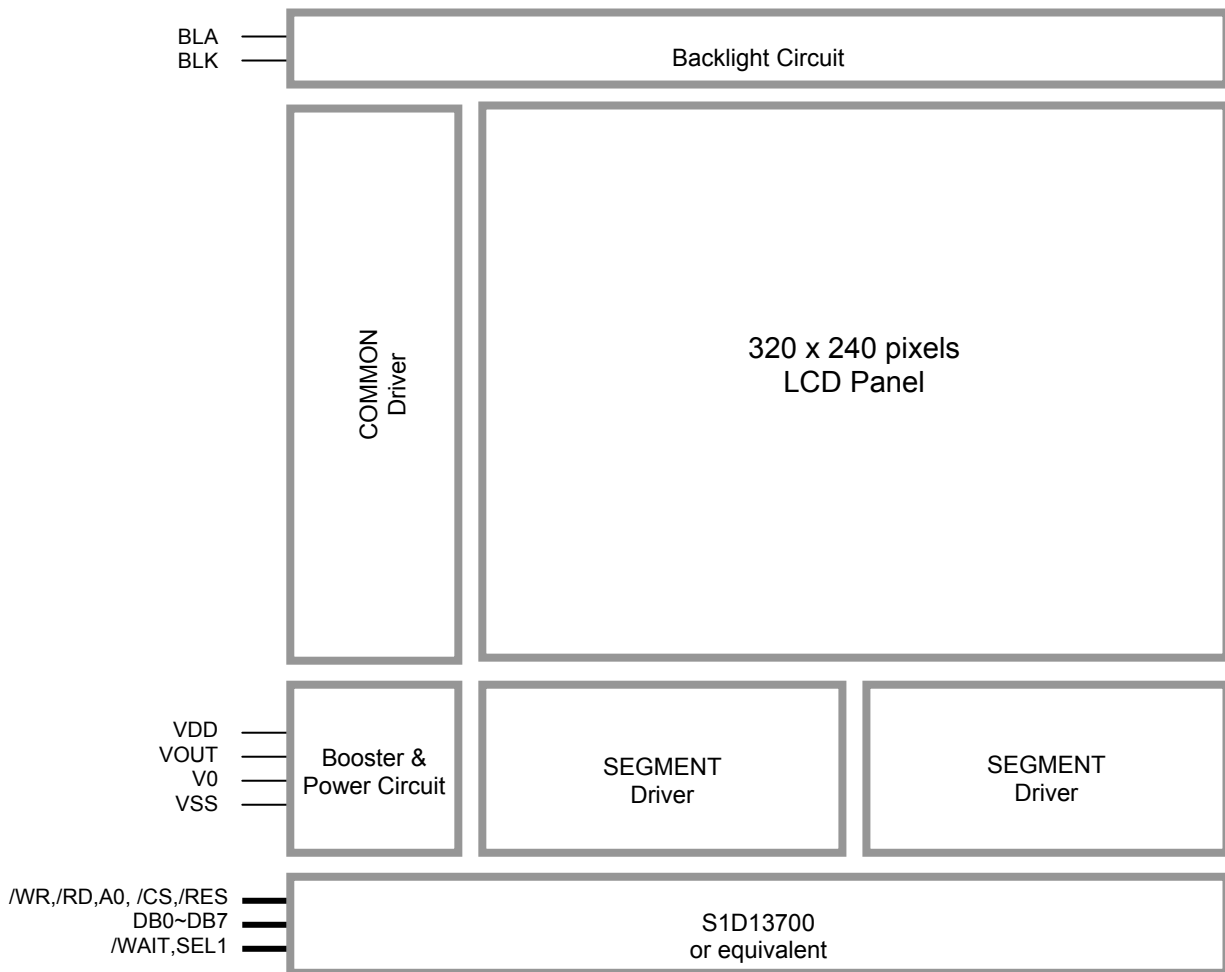 BLA
BLK
Backlight Circuit
COMMON
Driver
320 x 240 pixels
LCD Panel
VDD
VOUT
V0
VSS
Booster &
Power Circuit
SEGMENT
Driver
SEGMENT
Driver
/WR,/RD,A0, /CS,/RES
DB0~DB7
/WAIT,SEL1
S1D13700
or equivalent